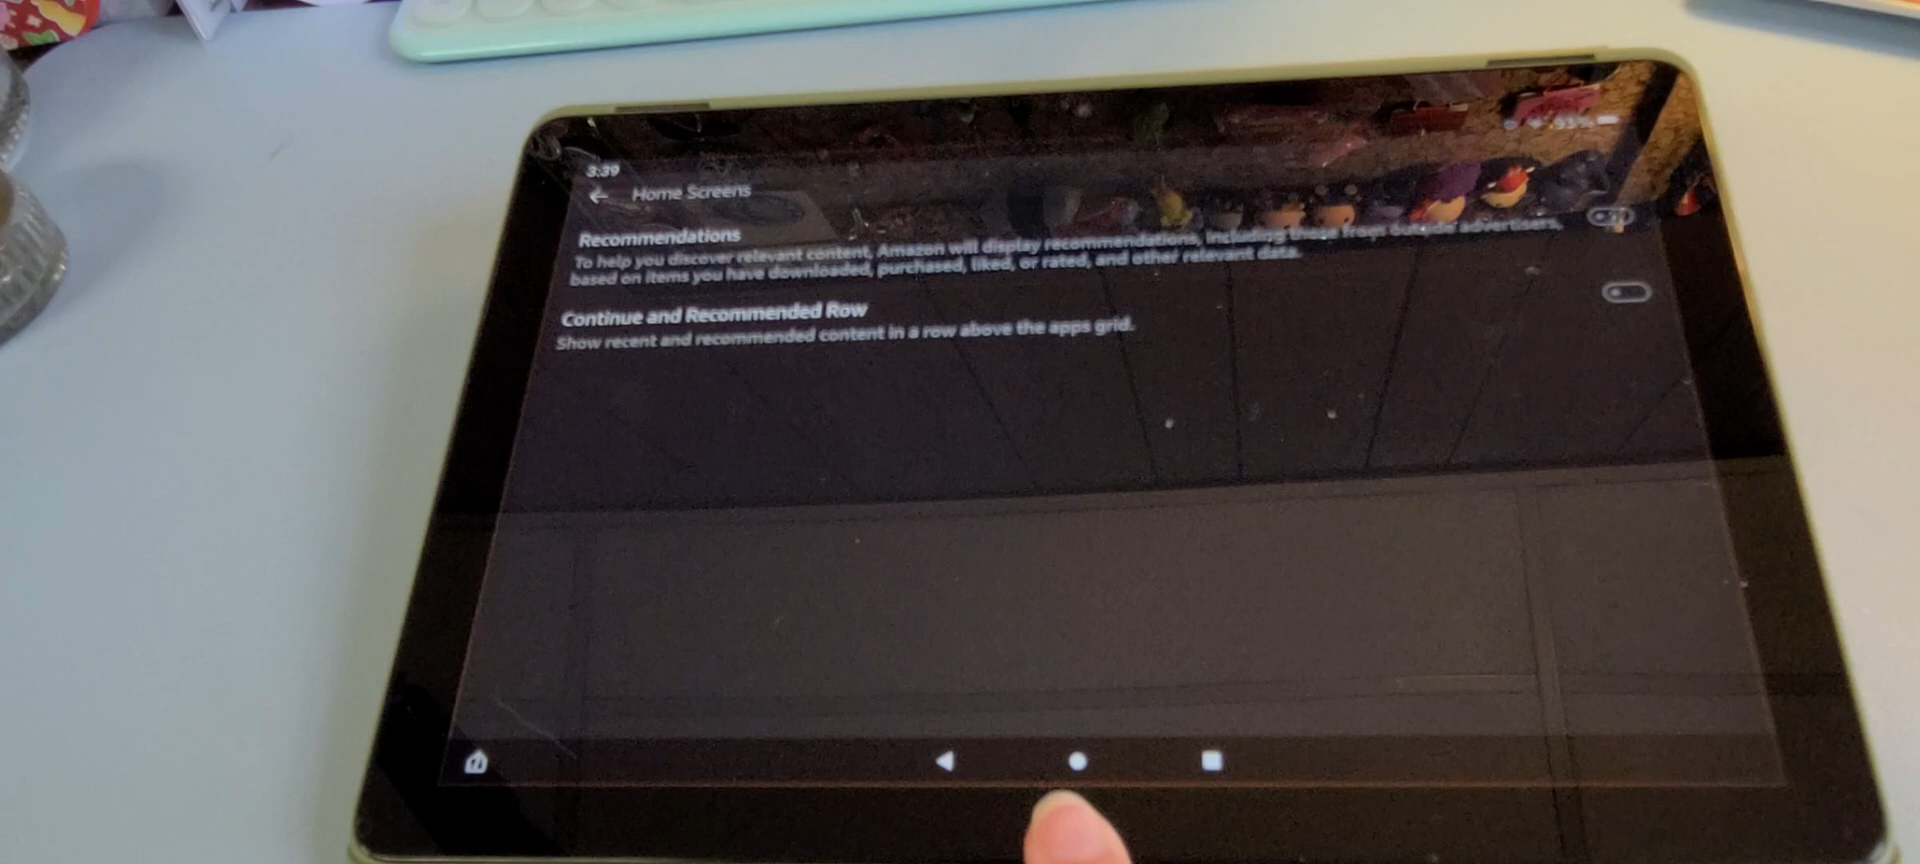 3:39
93%
Home Screens
Recommendations
To help you discover relevant content, Amazon will display recommendations, including those from outside advertisers,
based on items you have downloaded, purchased, liked, or rated, and other relevant data.
Continue and Recommended Row
Show recent and recommended content in a row above the apps grid.